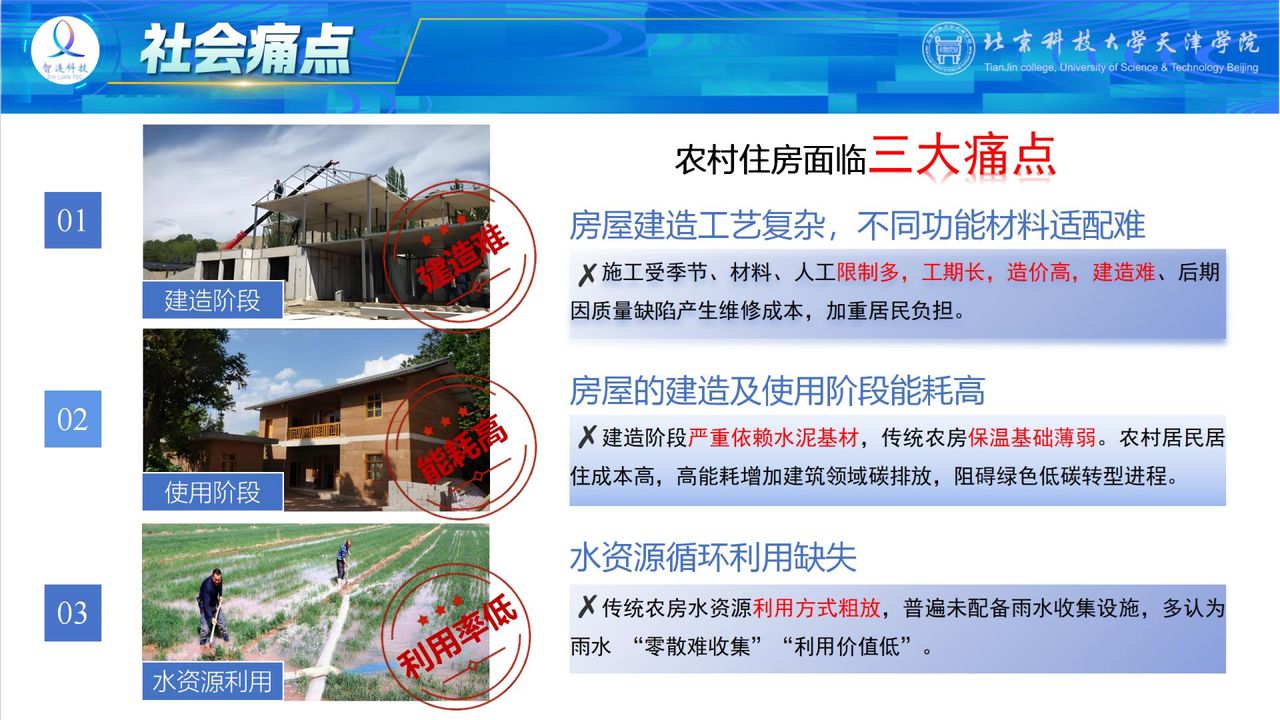 智连科技
ZHI LIAN TEC
社会痛点
北京科技大学天津学院
TianJin college, University of Science & Technology Beijing
01
建造阶段
建造难
02
使用阶段
能耗高
03
水资源利用
利用率低
农村住房面临三大痛点
房屋建造工艺复杂，不同功能材料适配难
✗施工受季节、材料、人工限制多，工期长，造价高，建造难、后期
因质量缺陷产生维修成本，加重居民负担。
房屋的建造及使用阶段能耗高
✗建造阶段严重依赖水泥基材，传统农房保温基础薄弱。农村居民居
住成本高，高能耗增加建筑领域碳排放，阻碍绿色低碳转型进程。
水资源循环利用缺失
✗传统农房水资源利用方式粗放，普遍未配备雨水收集设施，多认为
雨水“零散难收集”“利用价值低”。